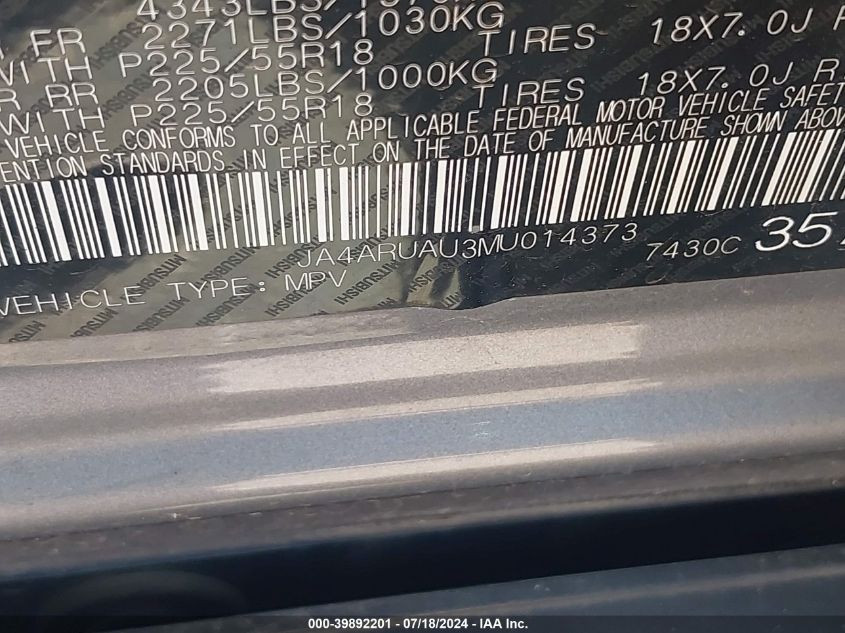 4343LBS/
FR 2271LBS/1030KG TIRES 18X7.0J
WITH P225/55R18
RR 2205LBS/1000KG TIRES 18X7.0J R
WITH P225/55R18
VEHICLE CONFORMS TO ALL APPLICABLE FEDERAL MOTOR VEHICLE SAFETY
ENTION STANDARDS IN EFFECT ON THE DATE OF MANUFACTURE SHOWN ABOV
JA4ARUAU3MU014373 7430C 35
VEHICLE TYPE: MPV
000-39892201 - 07/18/2024 - IAA Inc.